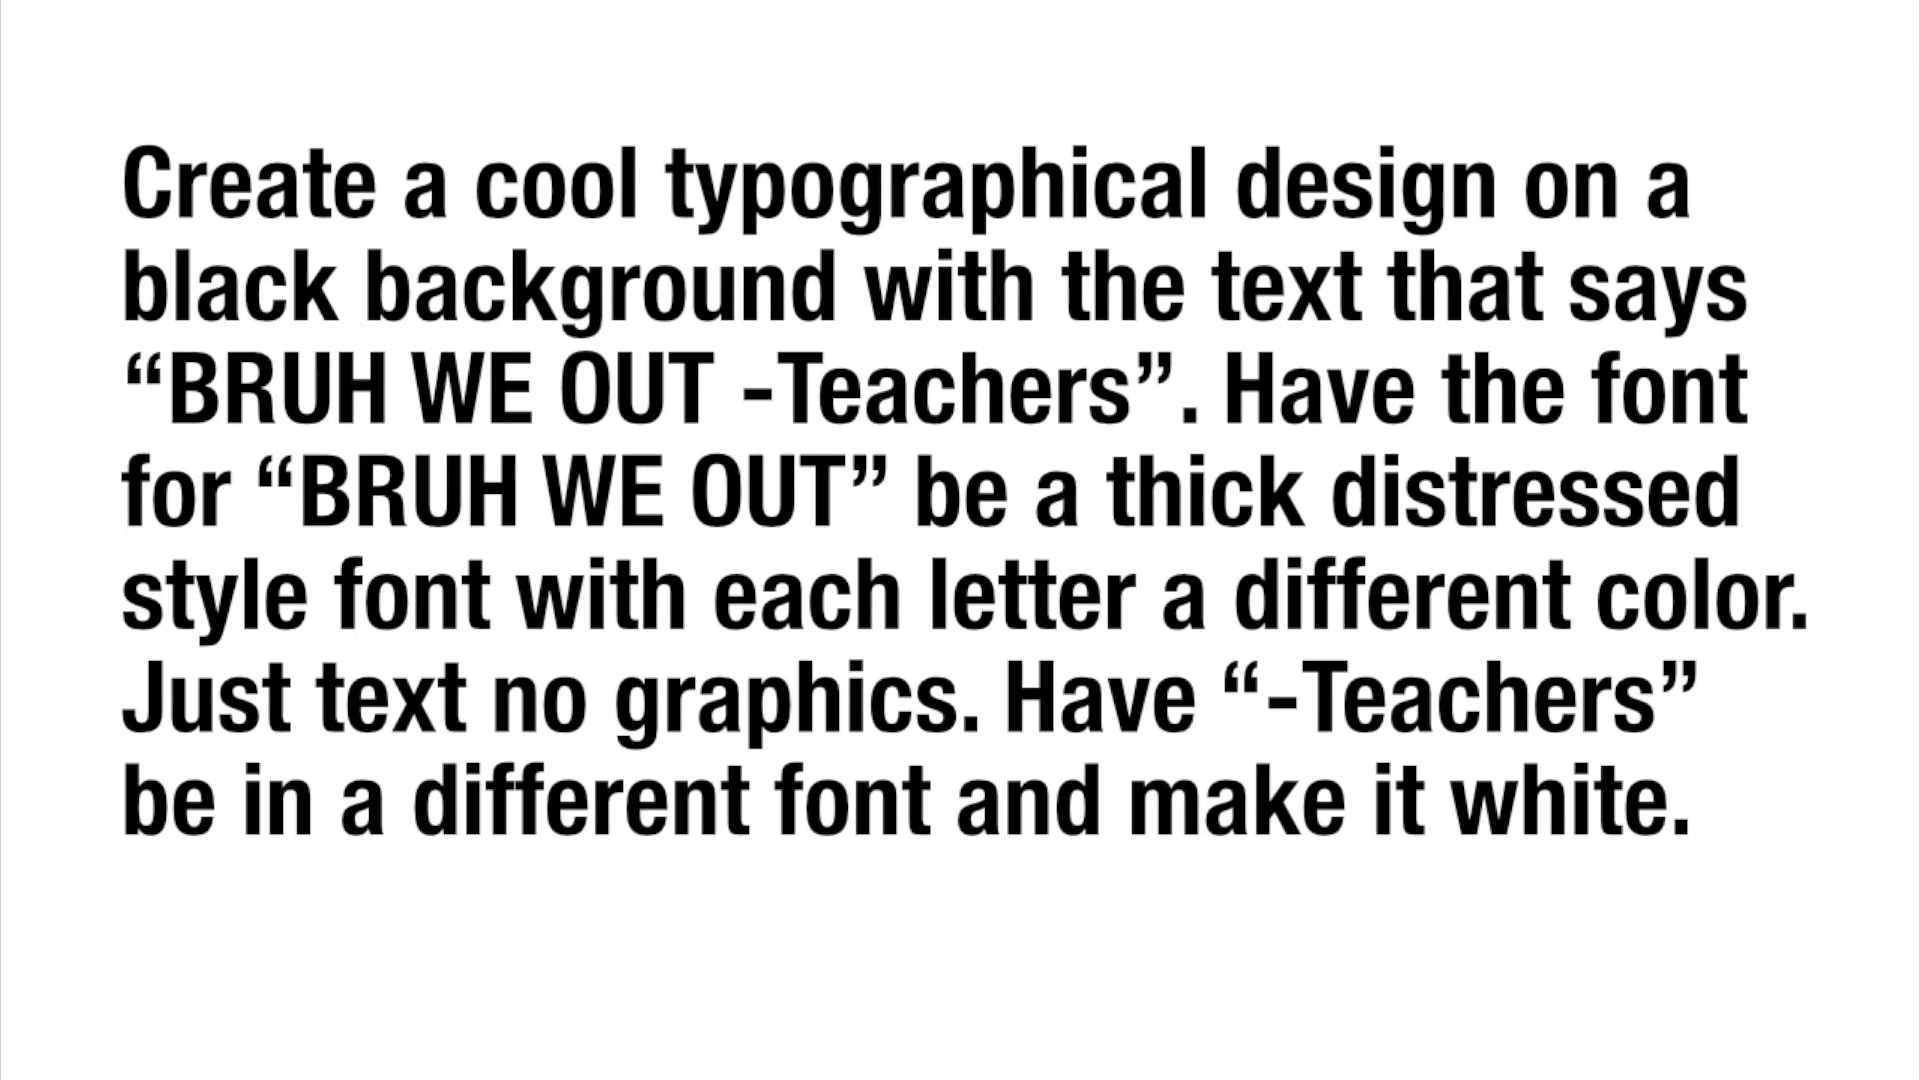 Create a cool typographical design on a
black background with the text that says
“BRUH WE OUT -Teachers”. Have the font
for “BRUH WE OUT” be a thick distressed
style font with each letter a different color.
Just text no graphics. Have “-Teachers”
be in a different font and make it white.